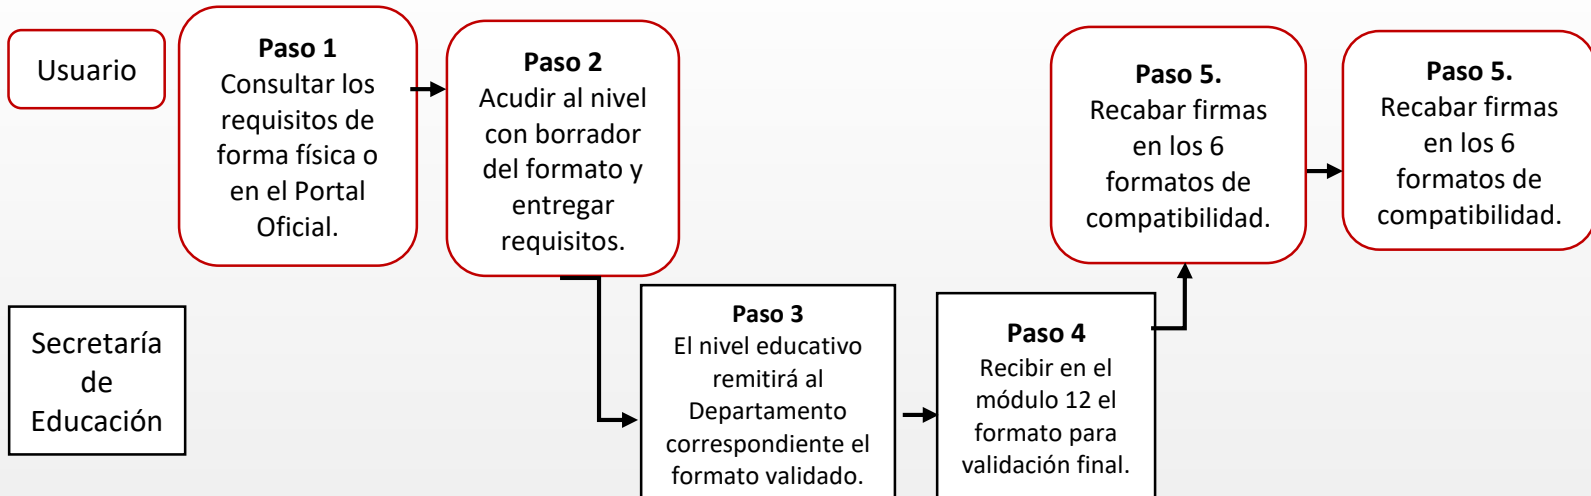 Usuario
Paso 1
Consultar los
requisitos de
forma física o
en el Portal
Oficial.
Paso 2
Acudir al nivel
con borrador
del formato y
entregar
requisitos.
Paso 5.
Recabar firmas
en los 6
formatos de
compatibilidad.
Paso 5.
Recabar firmas
en los 6
formatos de
compatibilidad.
Secretaría
de
Educación
Paso 3
El nivel educativo
remitirá al
Departamento
correspondiente el
formato validado.
Paso 4
Recibir en el
módulo 12 el
formato para
validación final.